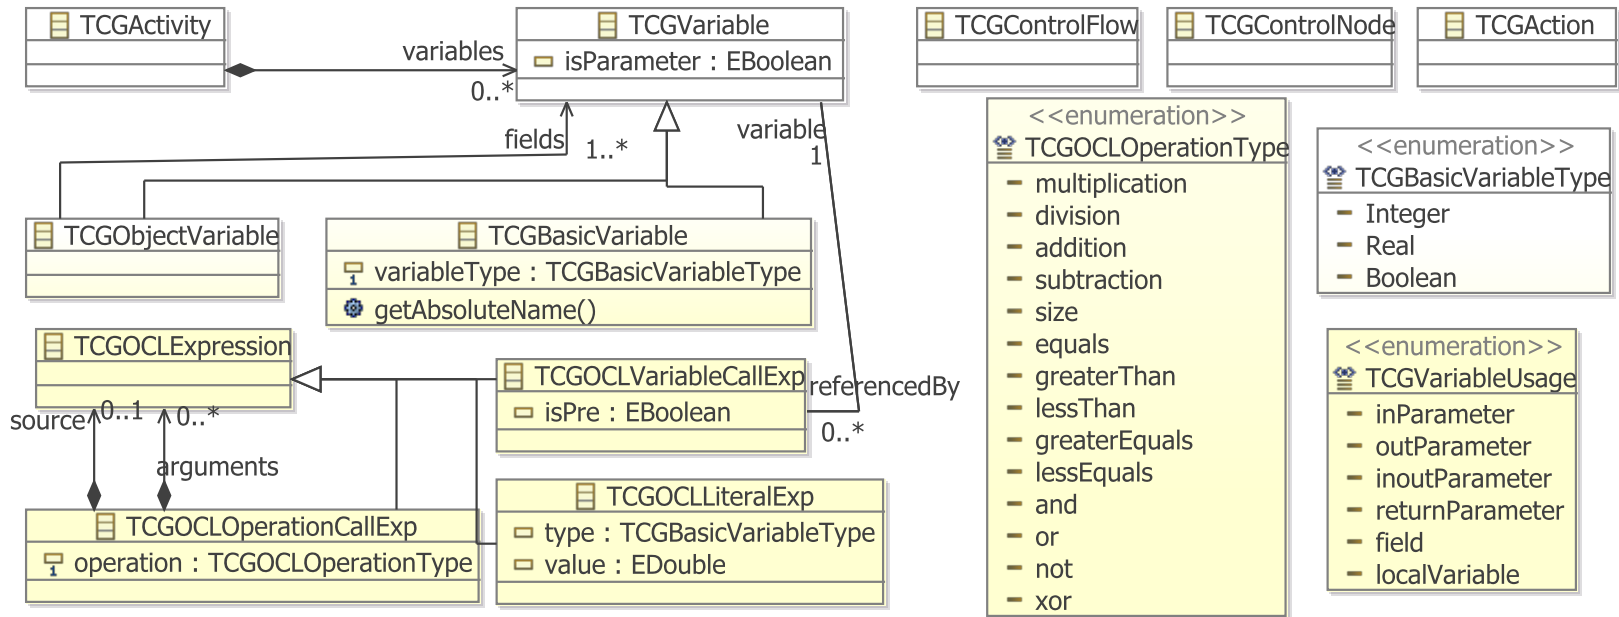 TCGActivity
variables
0..*
TCGVariable
isParameter : EBoolean
TCGControlFlow
TCGControlNode
TCGAction
fields
1..*
variable
1
TCGObjectVariable
TCGBasicVariable
1
variableType : TCGBasicVariableType
getAbsoluteName()
TCGOCLExpression
source
0..1
0..*
arguments
TCGOCLVariableCallExp
isPre : EBoolean
referencedBy
0..*
TCGOCLOperationCallExp
1
operation : TCGOCLOperationType
TCGOCLLiteralExp
type : TCGBasicVariableType
value : EDouble
<<enumeration>>
TCGOCLOperationType
multiplication
division
addition
subtraction
size
equals
greaterThan
lessThan
greaterEquals
lessEquals
and
or
not
xor
<<enumeration>>
TCGBasicVariableType
Integer
Real
Boolean
<<enumeration>>
TCGVariableUsage
inParameter
outParameter
inoutParameter
returnParameter
field
localVariable